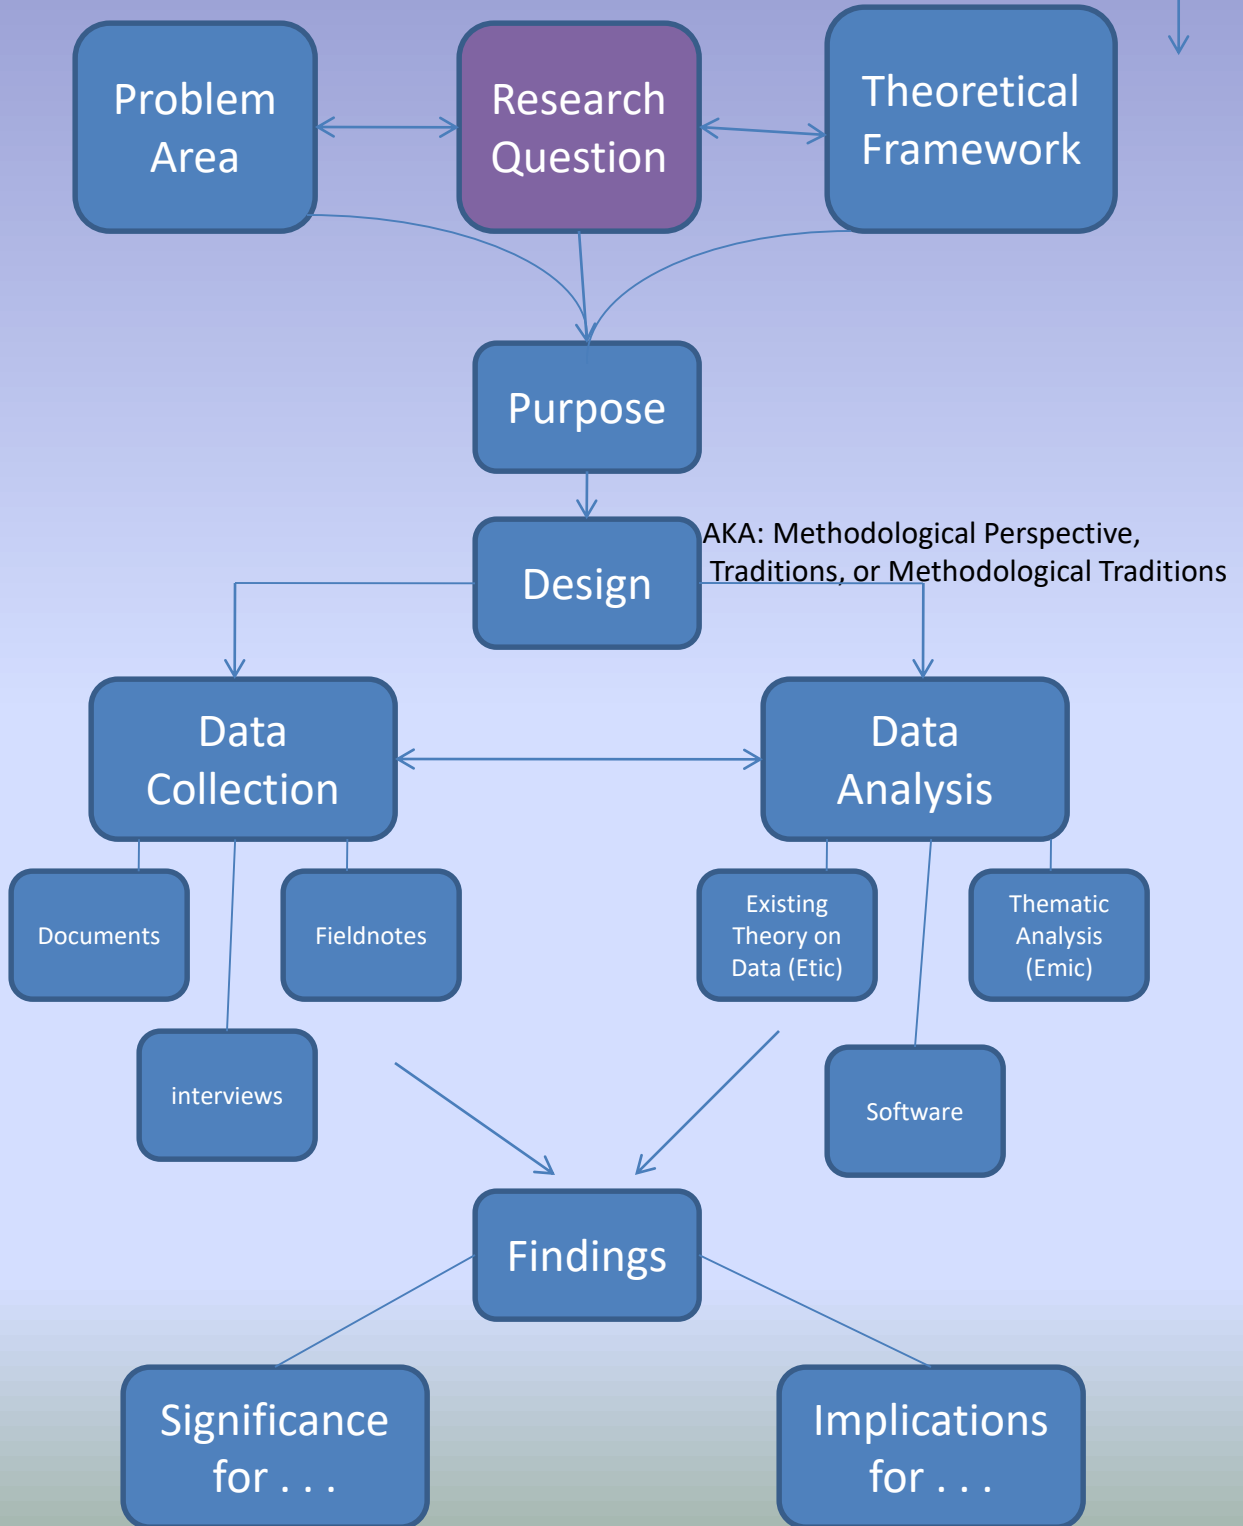 Problem
Area
Research
Question
Theoretical
Framework
Purpose
Design
AKA: Methodological Perspective,
Traditions, or Methodological Traditions
Data
Collection
Data
Analysis
Documents
Fieldnotes
Existing
Theory on
Data (Etic)
Thematic
Analysis
(Emic)
interviews
Software
Findings
Significance
for . . .
Implications
for . . .